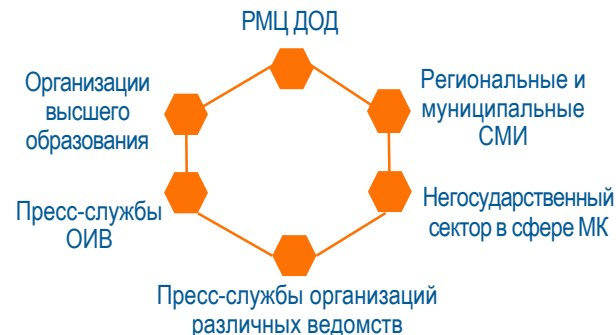 РМЦ ДОД
Организации
высшего
образования
Региональные и
муниципальные
СМИ
Пресс-службы
ОИВ
Негосударственный
сектор в сфере МК
Пресс-службы организаций
различных ведомств